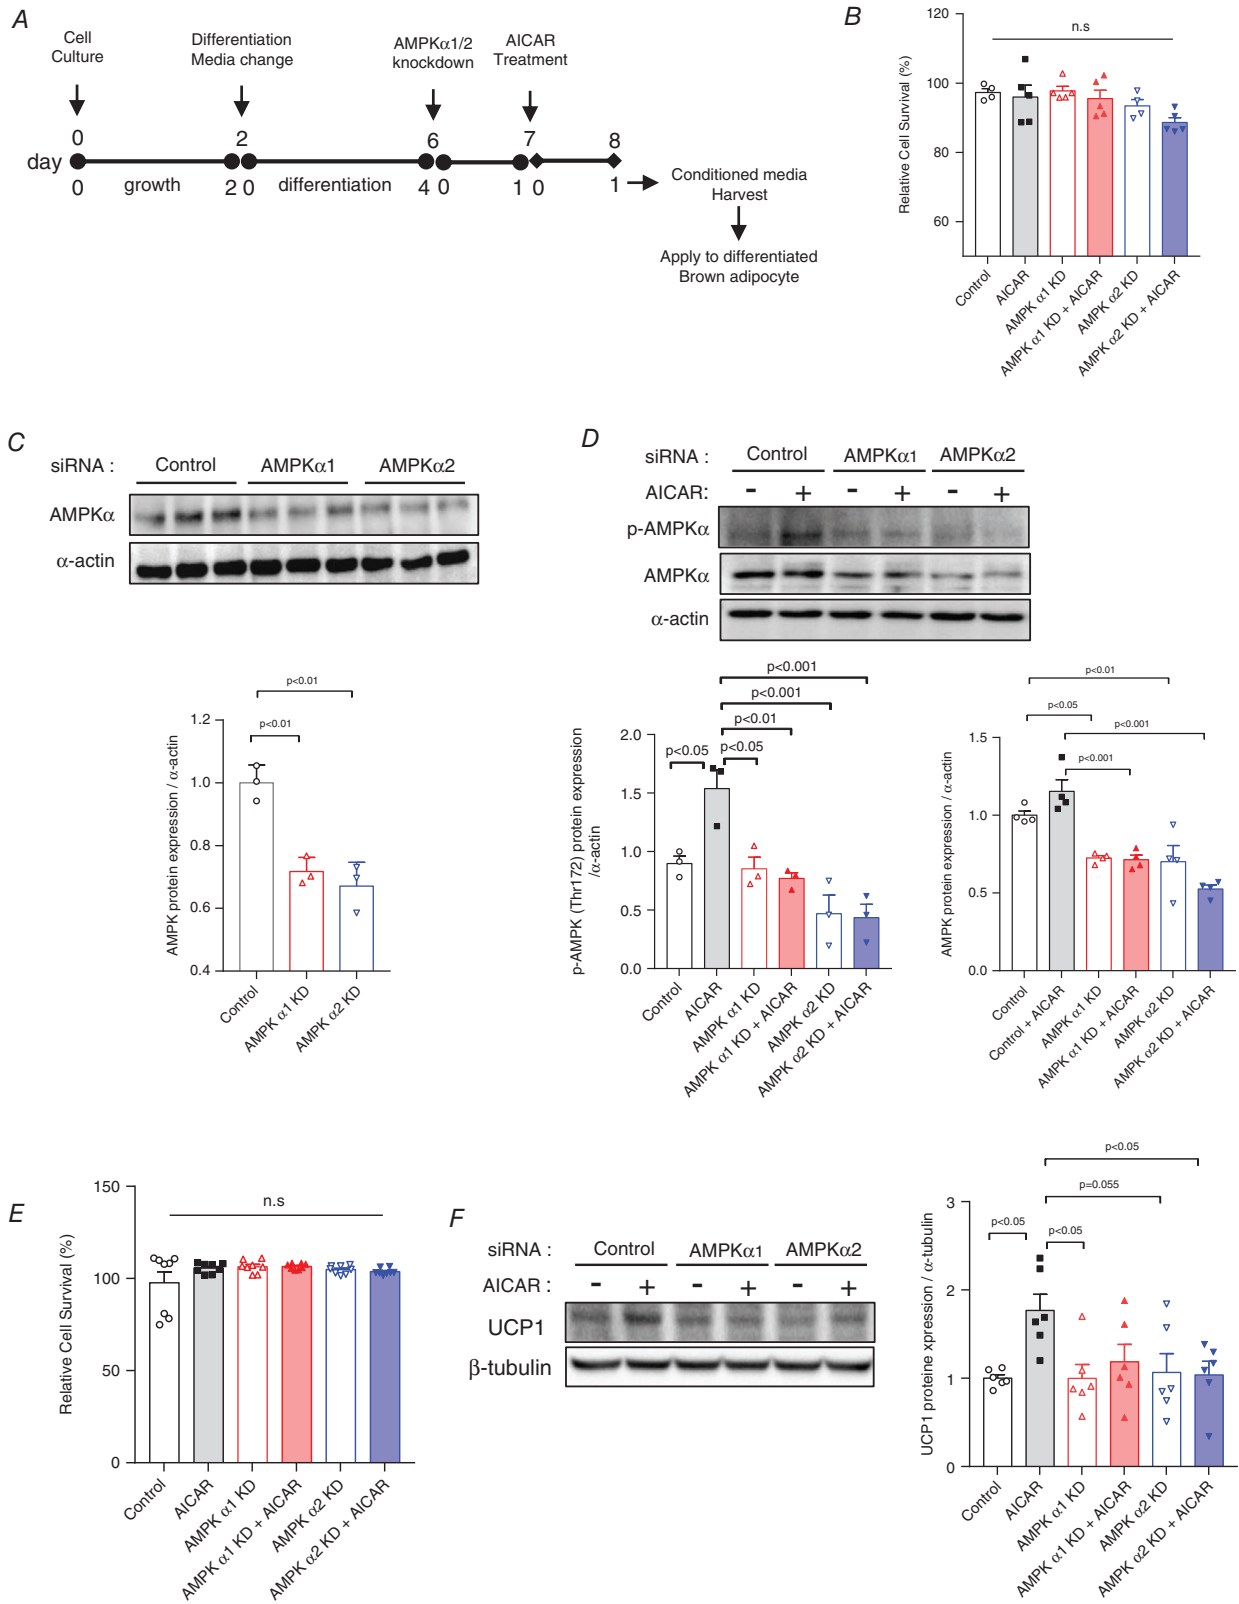 A
Cell
Culture
Differentiation
Media change
AMPKα1/2
knockdown
AICAR
Treatment
0 2 6 7 8
day
0 growth 2 0 differentiation 4 0 1 0 1
Conditioned media
Harvest
Apply to differentiated
Brown adipocyte
B
Relative Cell Survival (%)
120
100
80
60
n.s
Control
AICAR
AMPK α1 KD
AMPK α1 KD + AICAR
AMPK α2 KD
AMPK α2 KD + AICAR
C
siRNA : Control AMPKα1 AMPKα2
AMPKα
α-actin
AMPK protein expression / α-actin
1.2
1.0
0.8
0.6
0.4
p<0.01
p<0.01
Control
AMPK α1 KD
AMPK α2 KD
D
siRNA : Control AMPKα1 AMPKα2
AICAR: - + - + - +
p-AMPKα
AMPKα
α-actin
p-AMPK (Thr172) protein expression
/α-actin
2.0
1.5
1.0
0.5
0.0
p<0.001
p<0.001
p<0.01
p<0.05 p<0.05
Control
AICAR
AMPK α1 KD
AMPK α1 KD + AICAR
AMPK α2 KD
AMPK α2 KD + AICAR
AMPK protein expression / α-actin
1.5
1.0
0.5
0.0
p<0.01
p<0.05
p<0.001
p<0.001
Control
Control + AICAR
AMPK α1 KD
AMPK α1 KD + AICAR
AMPK α2 KD
AMPK α2 KD + AICAR
E
Relative Cell Survival (%)
150
100
50
0
n.s
Control
AICAR
AMPK α1 KD
AMPK α1 KD + AICAR
AMPK α2 KD
AMPK α2 KD + AICAR
F
siRNA : Control AMPKα1 AMPKα2
AICAR : - + - + - +
UCP1
β-tubulin
UCP1 proteine xpression / α-tubulin
3
2
1
0
p<0.05
p=0.055
p<0.05 p<0.05
Control
AICAR
AMPK α1 KD
AMPK α1 KD + AICAR
AMPK α2 KD
AMPK α2 KD + AICAR